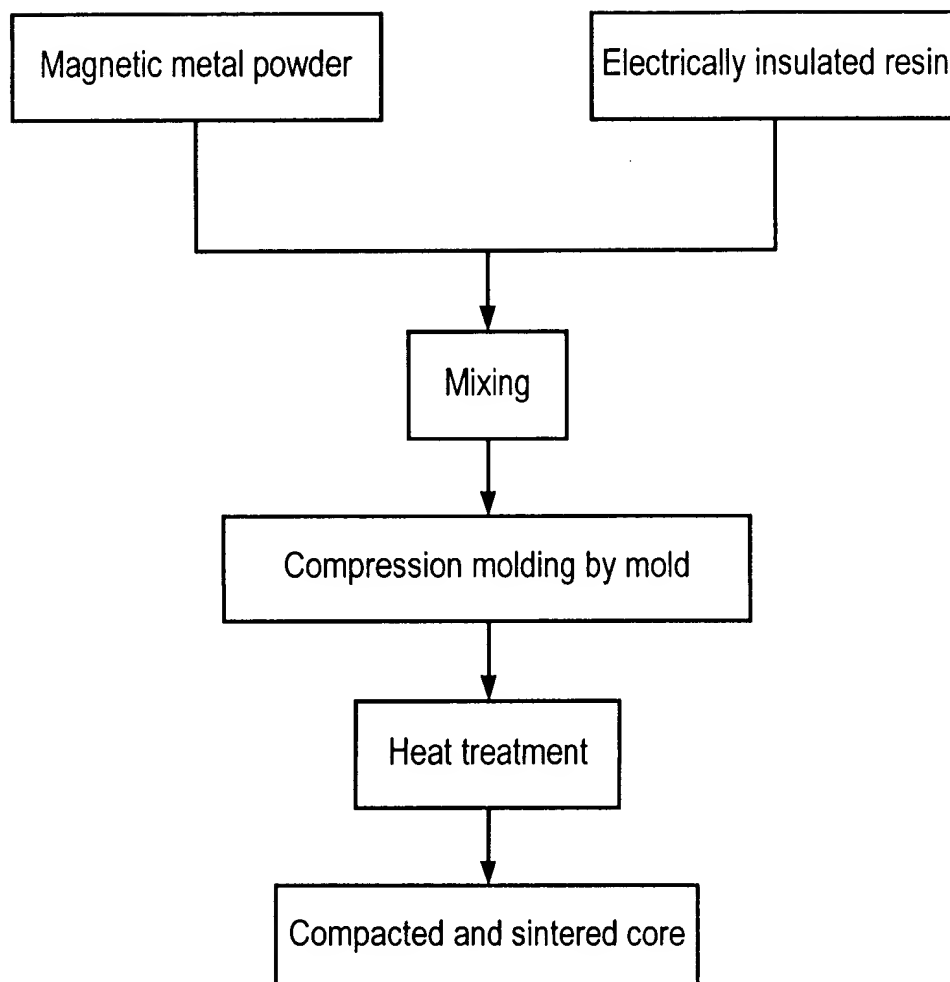 Magnetic metal powder
Electrically insulated resin
Mixing
Compression molding by mold
Heat treatment
Compacted and sintered core